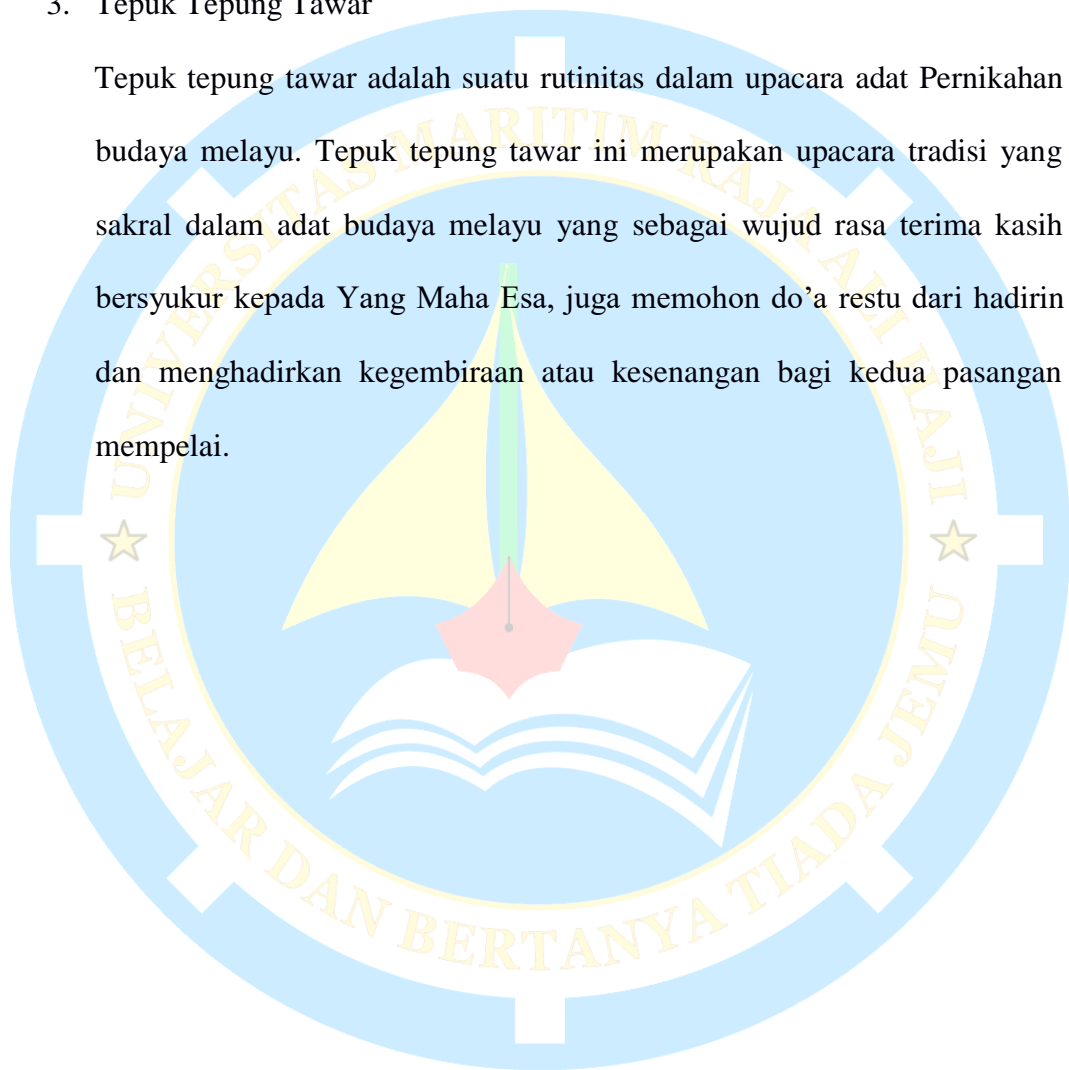 3. Tepuk Tepung Tawar
Tepuk tepung tawar adalah suatu rutinitas dalam upacara adat Pernikahan
budaya melayu. Tepuk tepung tawar ini merupakan upacara tradisi yang
sakral dalam adat budaya melayu yang sebagai wujud rasa terima kasih
bersyukur kepada Yang Maha Esa, juga memohon do’a restu dari hadirin
dan menghadirkan kegembiraan atau kesenangan bagi kedua pasangan
mempelai.
UNIVERSITAS MARITIM RAJA ALI HAJI
BELAJAR DAN BERTANYA TIADA JEMU